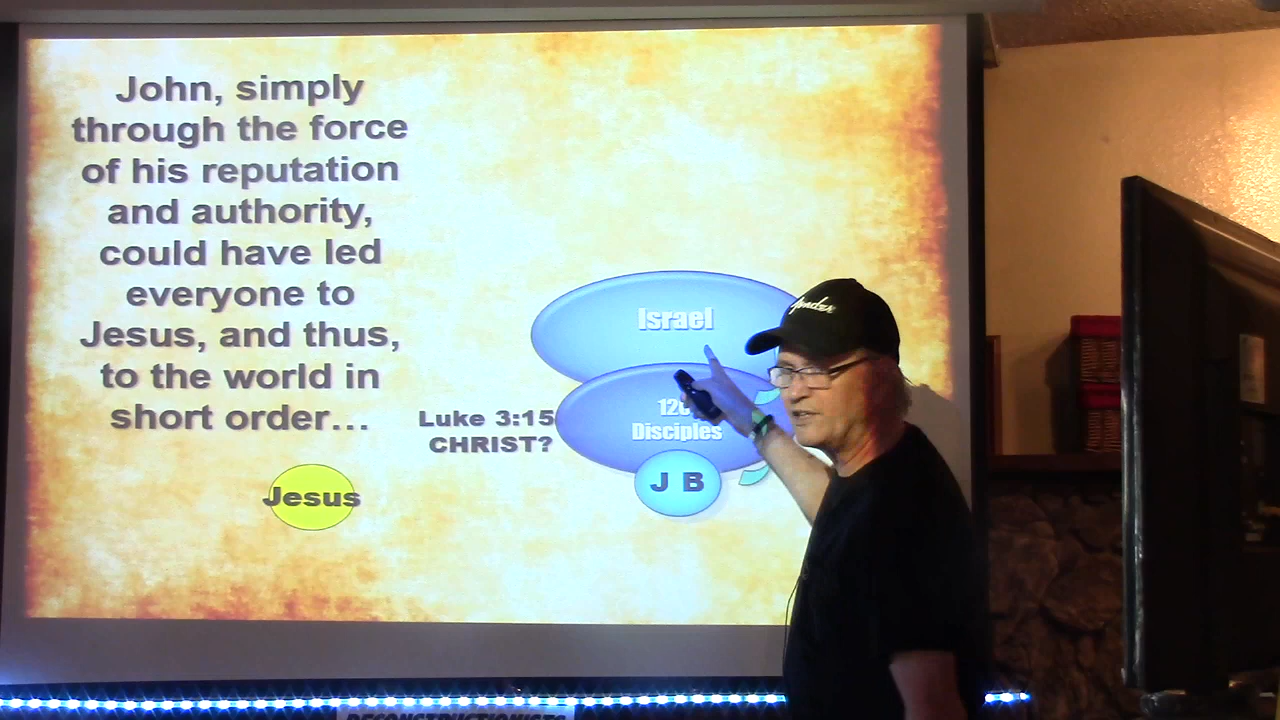 John, simply
through the force
of his reputation
and authority,
could have led
everyone to
Jesus, and thus,
to the world in
short order…
Jesus
Luke 3:15
CHRIST?
Israel
Disciples
J B
Fender